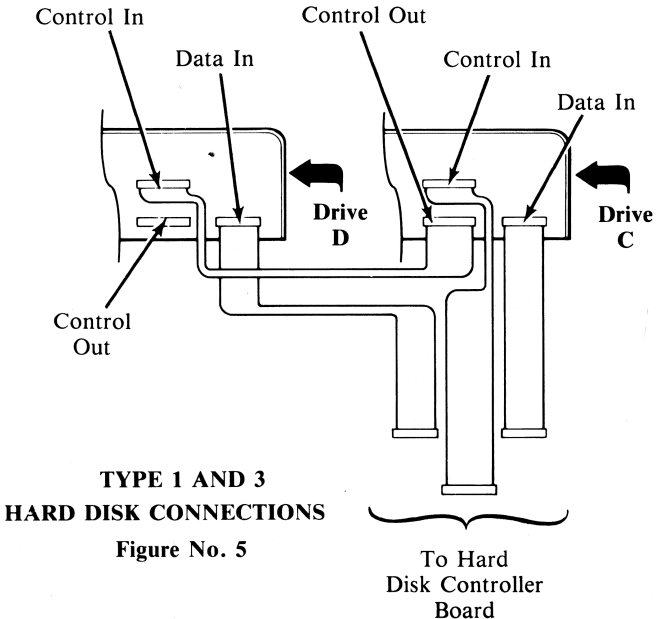 Control In
Data In
Control Out
Control In
Data In
Drive
D
Drive
C
Control
Out
TYPE 1 AND 3
HARD DISK CONNECTIONS
Figure No. 5
To Hard
Disk Controller
Board